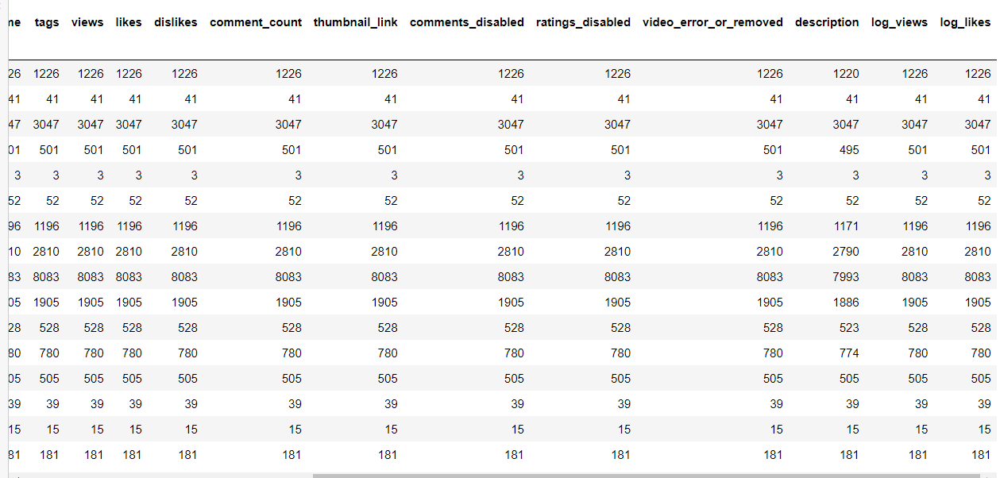 ne tags views likes dislikes comment_count thumbnail_link comments_disabled ratings_disabled video_error_or_removed description log_views log_likes
26 1226 1226 1226 1226 1226 1226 1226 1226 1226 1220 1226 1226
41 41 41 41 41 41 41 41 41 41 41 41 41
47 3047 3047 3047 3047 3047 3047 3047 3047 3047 3047 3047 3047
01 501 501 501 501 501 501 501 501 501 495 501 501
3 3 3 3 3 3 3 3 3 3 3 3 3
52 52 52 52 52 52 52 52 52 52 52 52 52
96 1196 1196 1196 1196 1196 1196 1196 1196 1196 1171 1196 1196
10 2810 2810 2810 2810 2810 2810 2810 2810 2810 2790 2810 2810
83 8083 8083 8083 8083 8083 8083 8083 8083 8083 7993 8083 8083
05 1905 1905 1905 1905 1905 1905 1905 1905 1905 1886 1905 1905
28 528 528 528 528 528 528 528 528 528 523 528 528
80 780 780 780 780 780 780 780 780 780 774 780 780
05 505 505 505 505 505 505 505 505 505 505 505 505
39 39 39 39 39 39 39 39 39 39 39 39 39
15 15 15 15 15 15 15 15 15 15 15 15 15
81 181 181 181 181 181 181 181 181 181 181 181 181